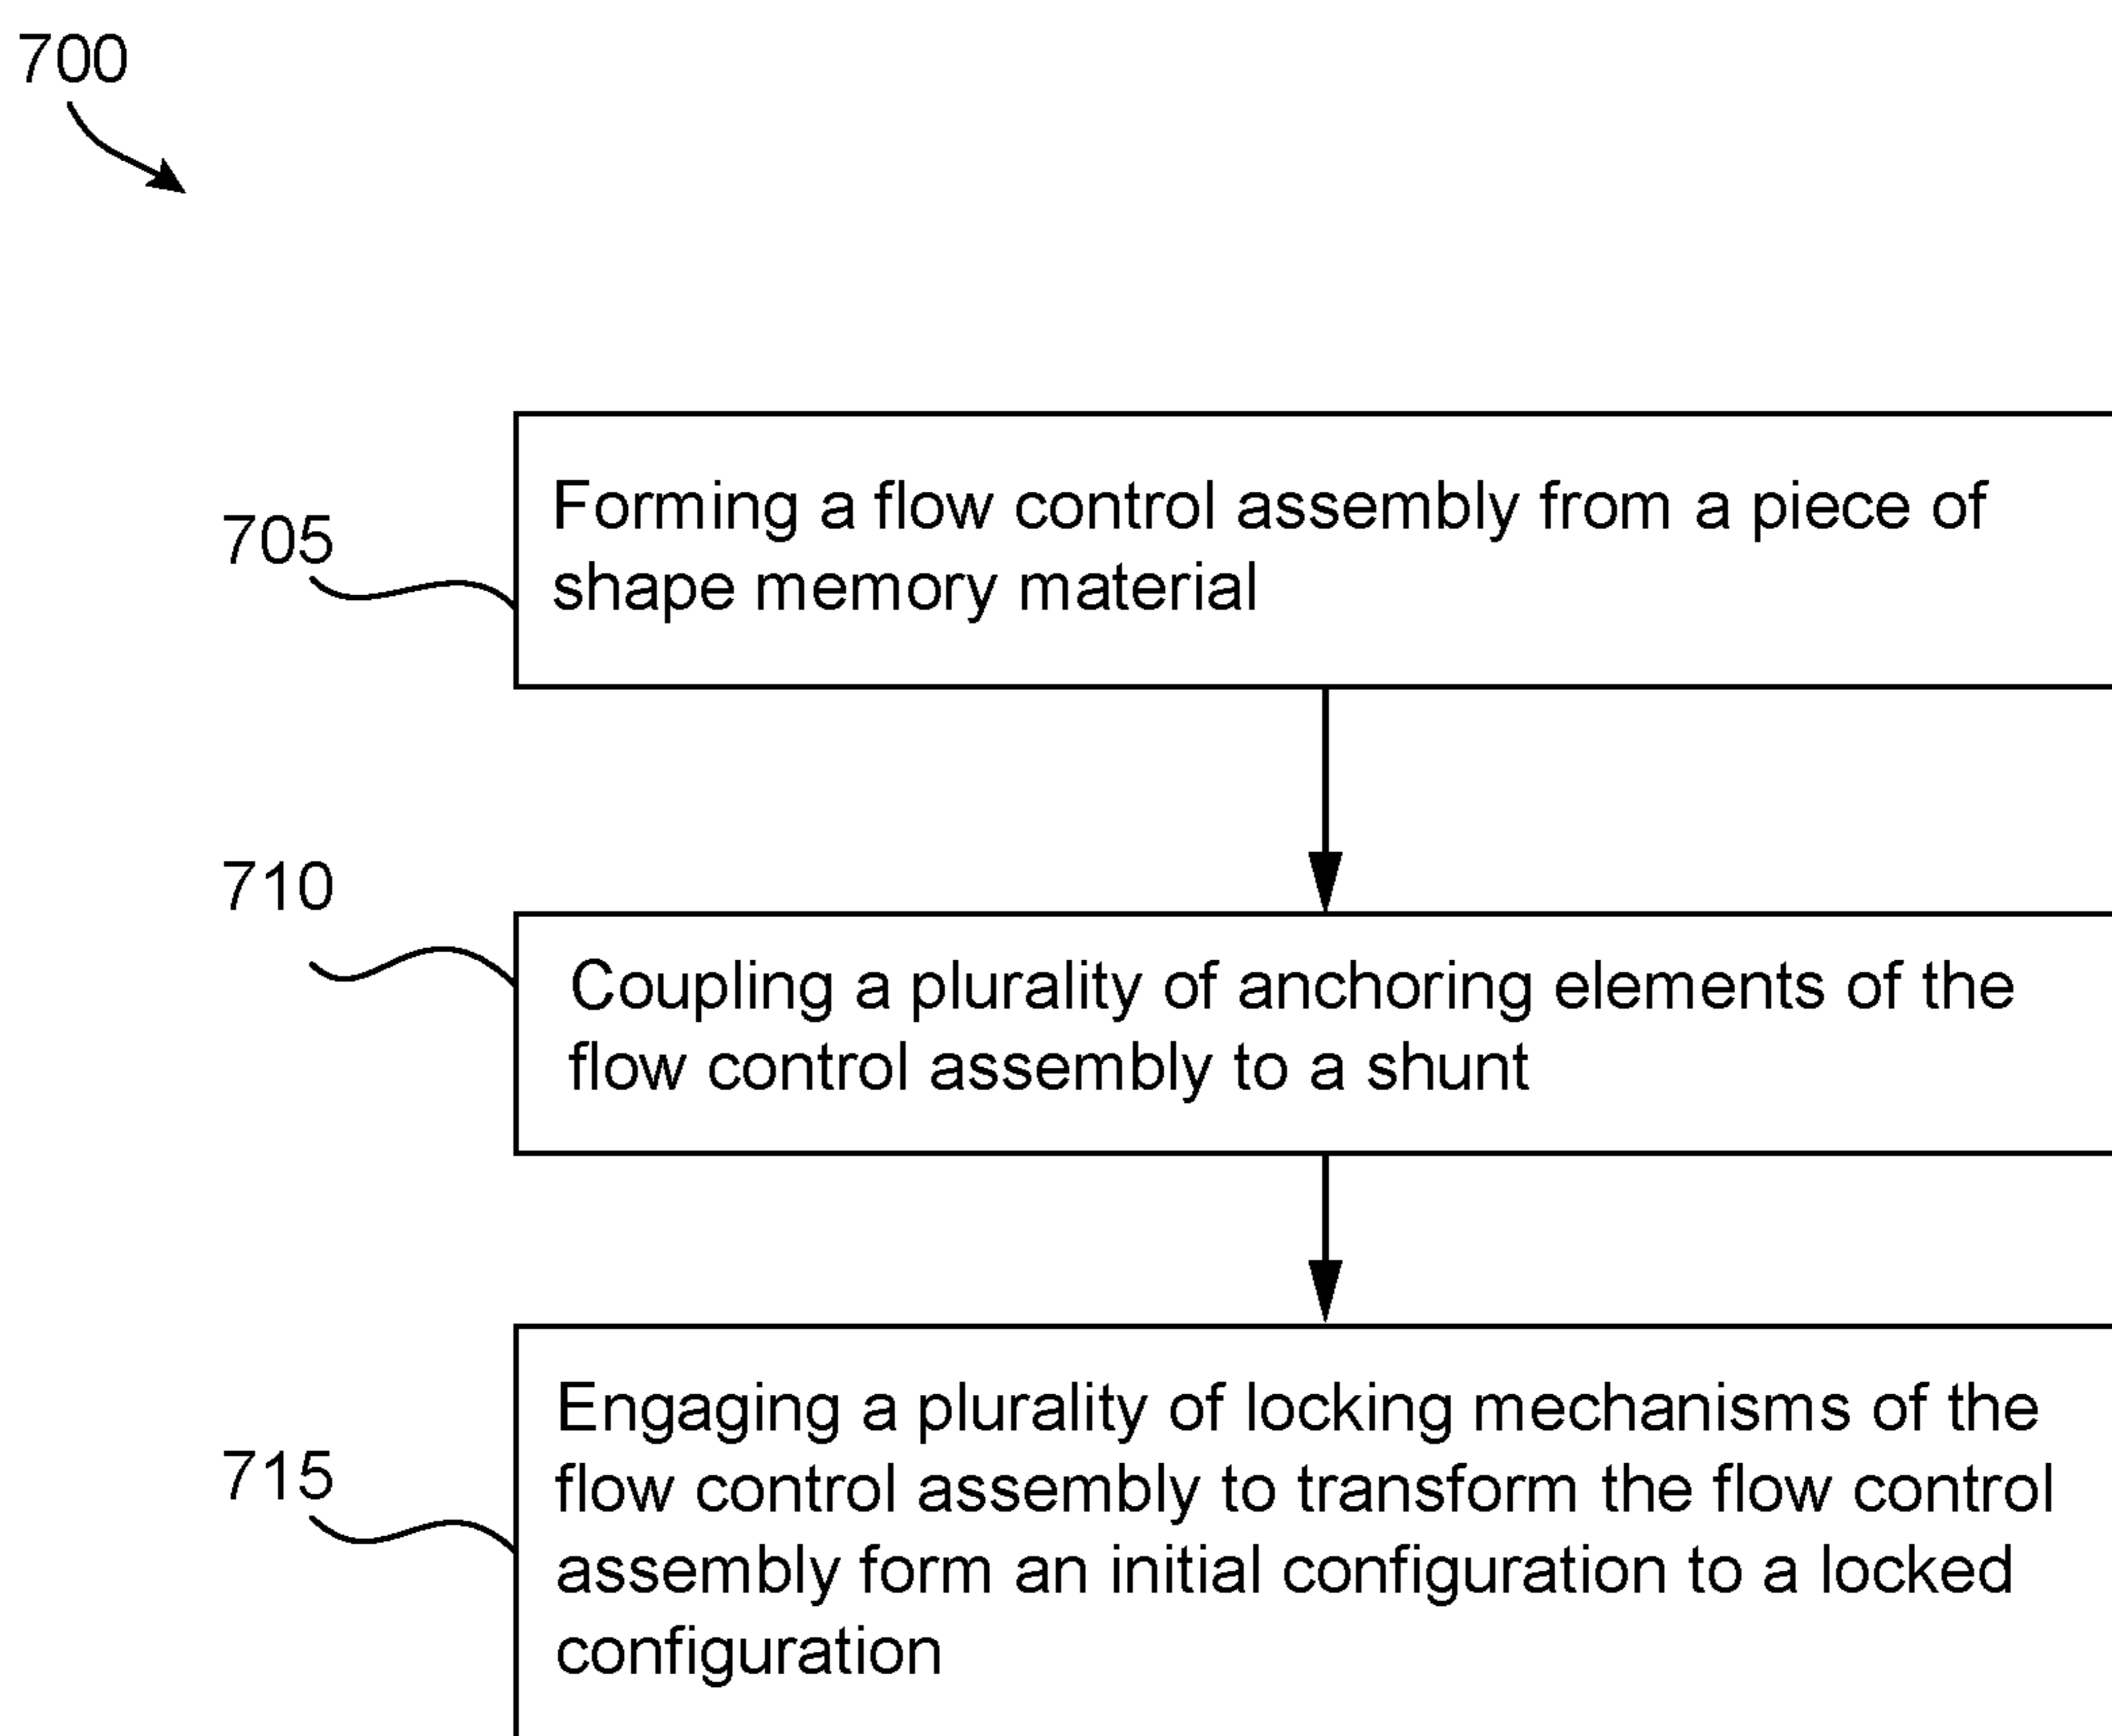 700
705
Forming a flow control assembly from a piece of
shape memory material
710
Coupling a plurality of anchoring elements of the
flow control assembly to a shunt
715
Engaging a plurality of locking mechanisms of the
flow control assembly to transform the flow control
assembly form an initial configuration to a locked
configuration